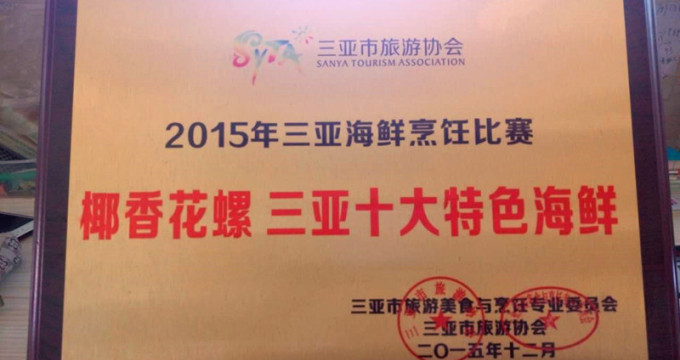 SyTA 三亚市旅游协会
SANYA TOURISM ASSOCIATION
2015年三亚海鲜烹饪比赛
椰香花螺 三亚十大特色海鲜
三亚市旅游美食与烹饪专业委员会
三亚市旅游协会
二〇一五年十二月